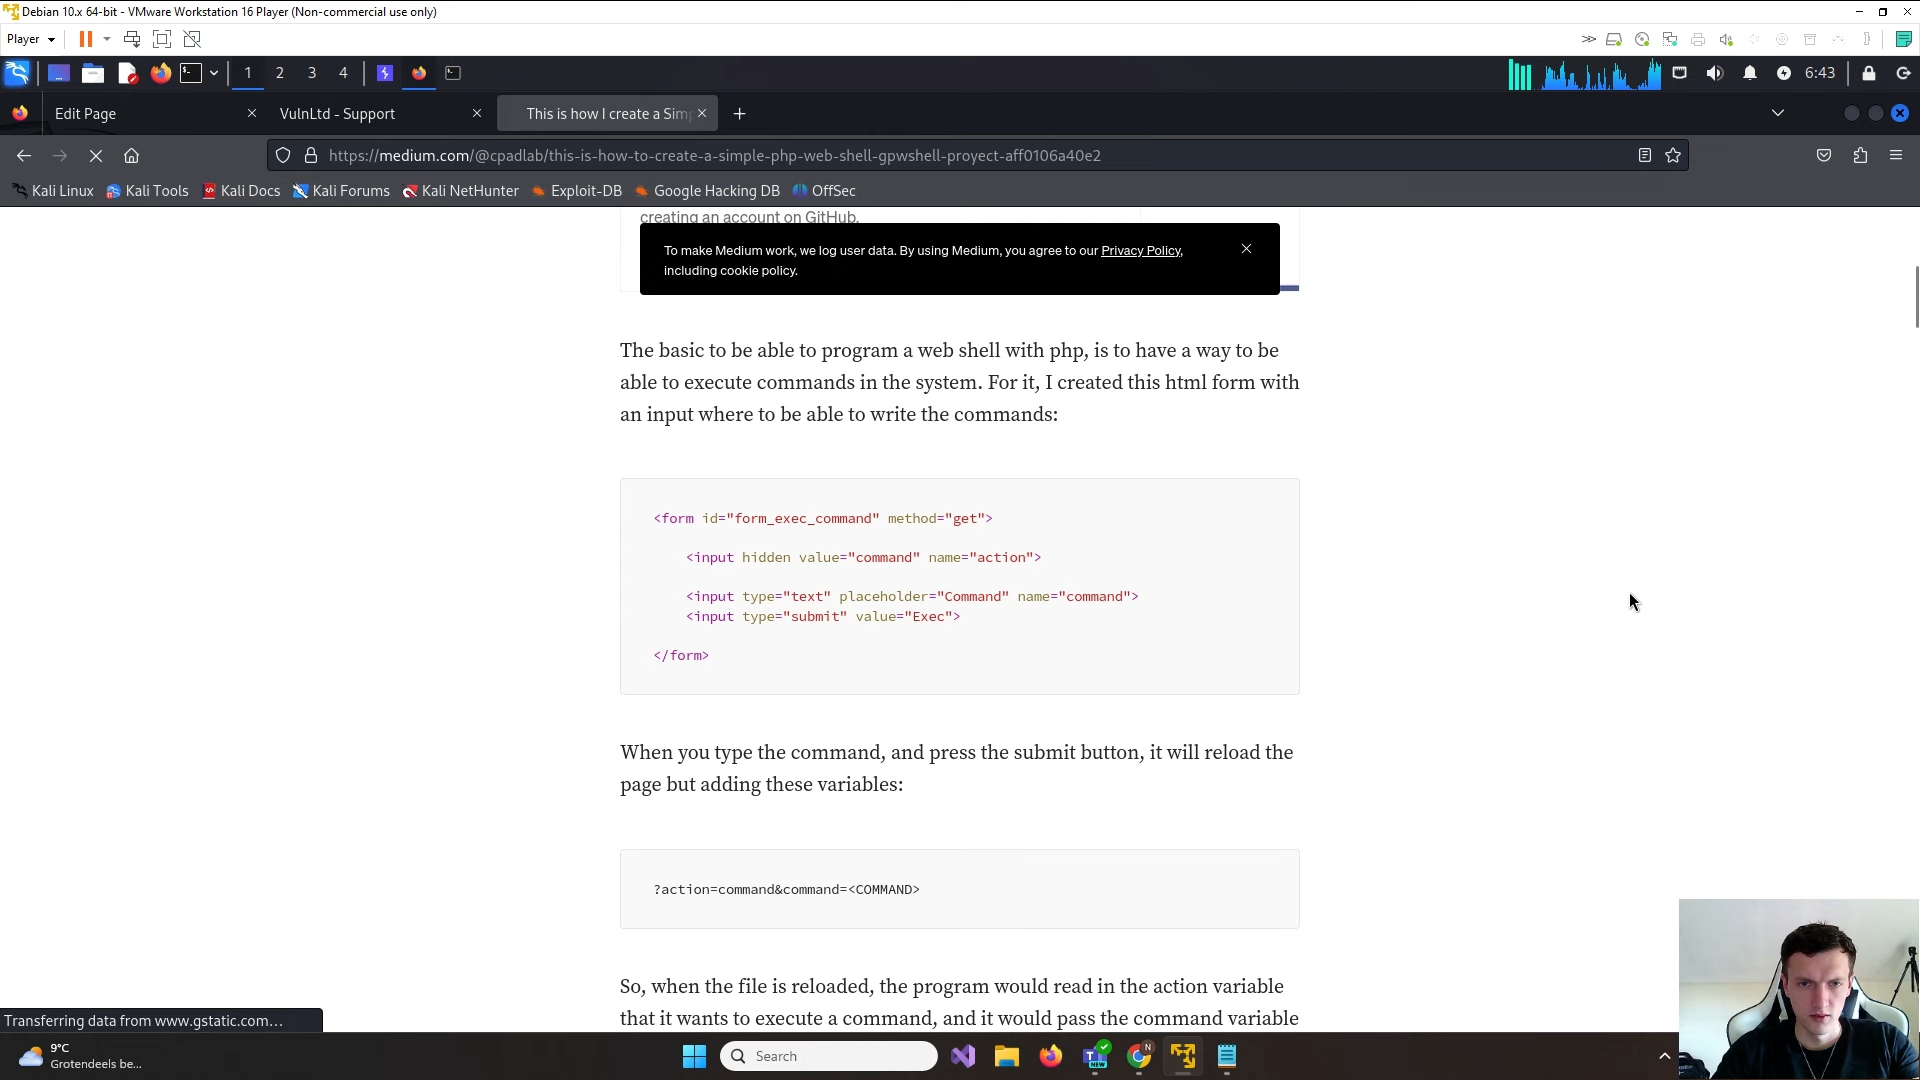 Debian 10.x 64-bit - VMware Workstation 16 Player (Non-commercial use only)
Player
1 2 3 4
6:43
Edit Page
VulnLtd - Support
This is how I create a Simp
https://medium.com/@cpadlab/this-is-how-to-create-a-simple-php-web-shell-gpwshell-proyect-aff0106a40e2
Kali Linux Kali Tools Kali Docs Kali Forums Kali NetHunter Exploit-DB Google Hacking DB OffSec
creating an account on GitHub.
To make Medium work, we log user data. By using Medium, you agree to our Privacy Policy,
including cookie policy.
The basic to be able to program a web shell with php, is to have a way to be
able to execute commands in the system. For it, I created this html form with
an input where to be able to write the commands:
<form id="form_exec_command" method="get">
<input hidden value="command" name="action">
<input type="text" placeholder="Command" name="command">
<input type="submit" value="Exec">
</form>
When you type the command, and press the submit button, it will reload the
page but adding these variables:
?action=command&command=<COMMAND>
So, when the file is reloaded, the program would read in the action variable
that it wants to execute a command, and it would pass the command variable
Transferring data from www.gstatic.com…
9°C
Grotendeels be...
Search
NEW
N